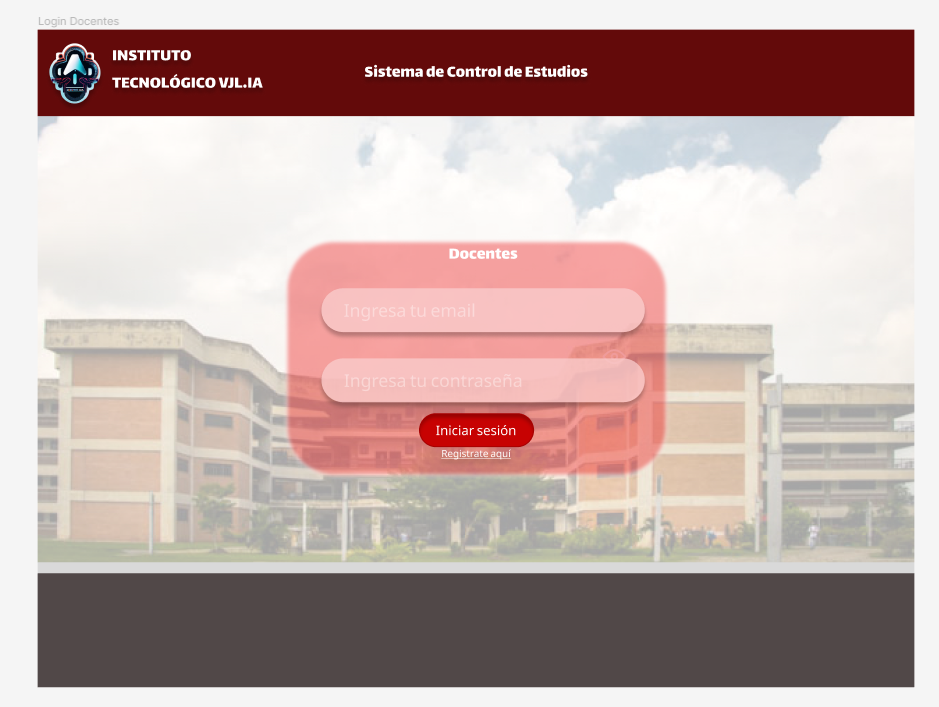 Login Docentes
INSTITUTO
TECNOLÓGICO VJL.IA
Sistema de Control de Estudios
Docentes
Ingresa tu email
Ingresa tu contraseña
Iniciar sesión
Registrate aquí